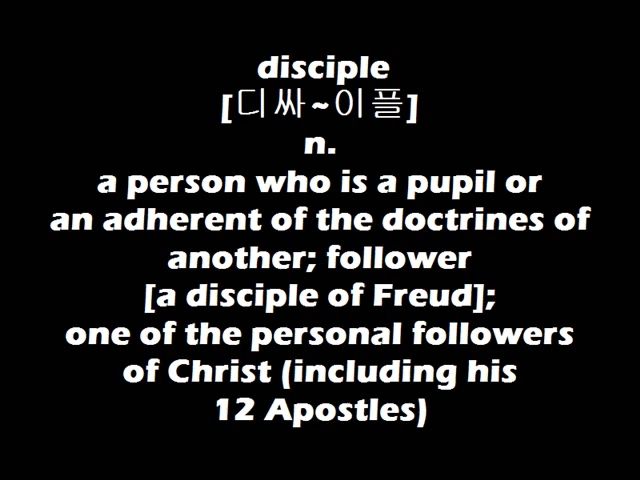 disciple
[디싸~이플]
n.
a person who is a pupil or
an adherent of the doctrines of
another; follower
[a disciple of Freud];
one of the personal followers
of Christ (including his
12 Apostles)